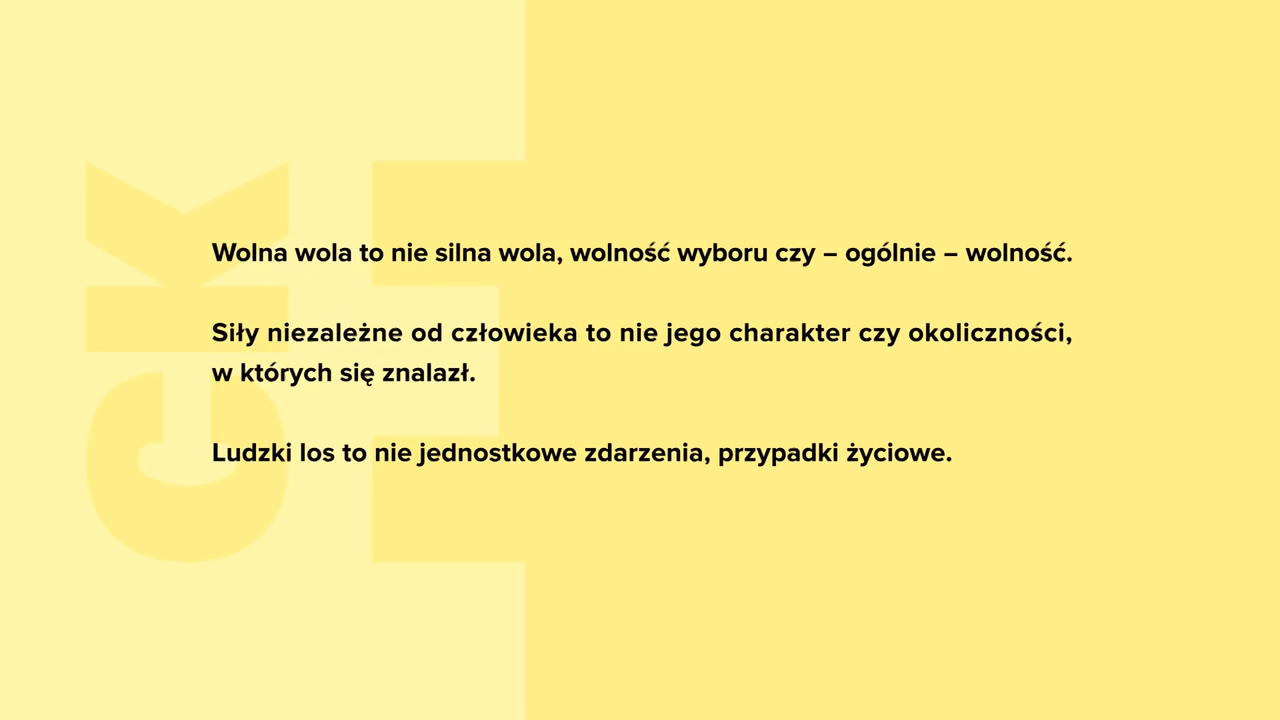 Wolna wola to nie silna wola, wolność wyboru czy – ogólnie – wolność.
Siły niezależne od człowieka to nie jego charakter czy okoliczności,
w których się znalazł.
Ludzki los to nie jednostkowe zdarzenia, przypadki życiowe.